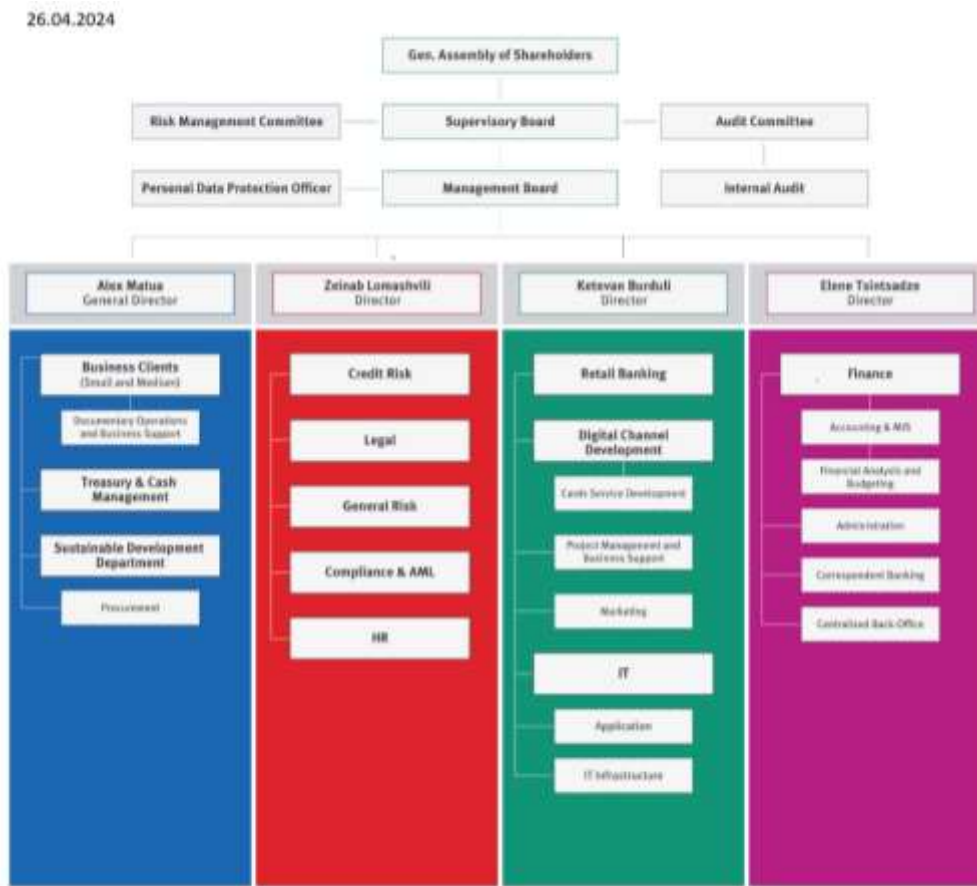 26.04.2024
Gen. Assembly of Shareholders
Risk Management Committee
Supervisory Board
Audit Committee
Personal Data Protection Officer
Management Board
Internal Audit
Alex Matua
General Director
Zeinab Lomashvili
Director
Ketevan Burduli
Director
Elene Tsintsadze
Director
Business Clients
(Small and Medium)
Documentary Operations
and Business Support
Treasury & Cash
Management
Sustainable Development
Department
Procurement
Credit Risk
Legal
General Risk
Compliance & AML
HR
Retail Banking
Digital Channel
Development
Cards Service Development
Project Management and
Business Support
Marketing
IT
Application
IT Infrastructure
Finance
Accounting & MIS
Financial Analysis and
Budgeting
Administration
Correspondent Banking
Centralized Back-Office